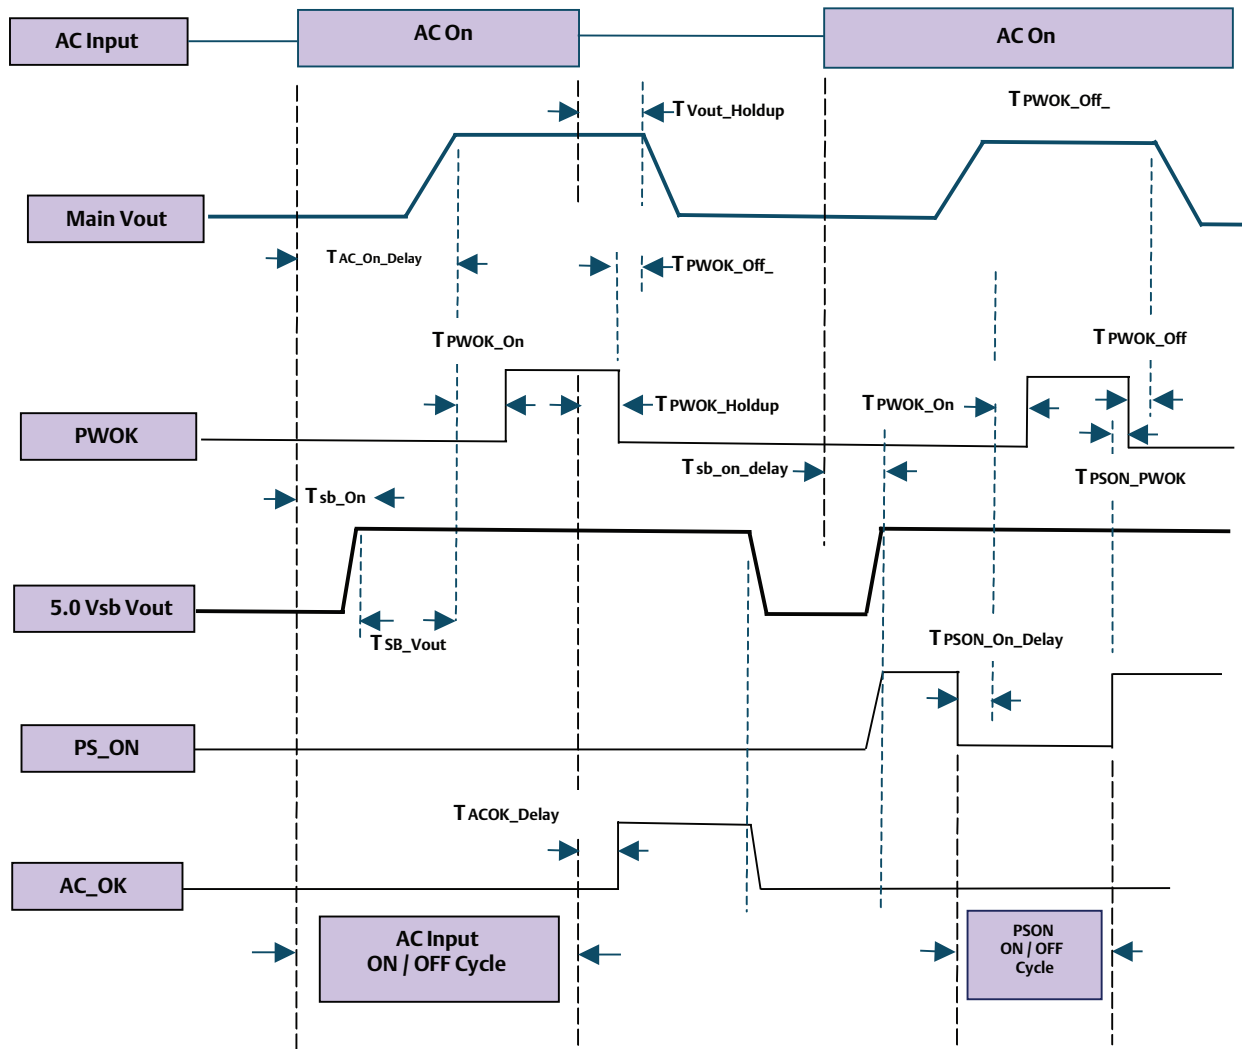 AC Input
AC On
AC On
T Vout_Holdup
T PWOK_Off_
Main Vout
T AC_On_Delay
T PWOK_Off_
T PWOK_On
T PWOK_Off
T PWOK_Holdup
T PWOK_On
PWOK
T sb_on_delay
T PSON_PWOK
T sb_On
5.0 Vsb Vout
T SB_Vout
T PSON_On_Delay
PS_ON
T ACOK_Delay
AC_OK
AC Input
ON / OFF Cycle
PSON
ON / OFF
Cycle